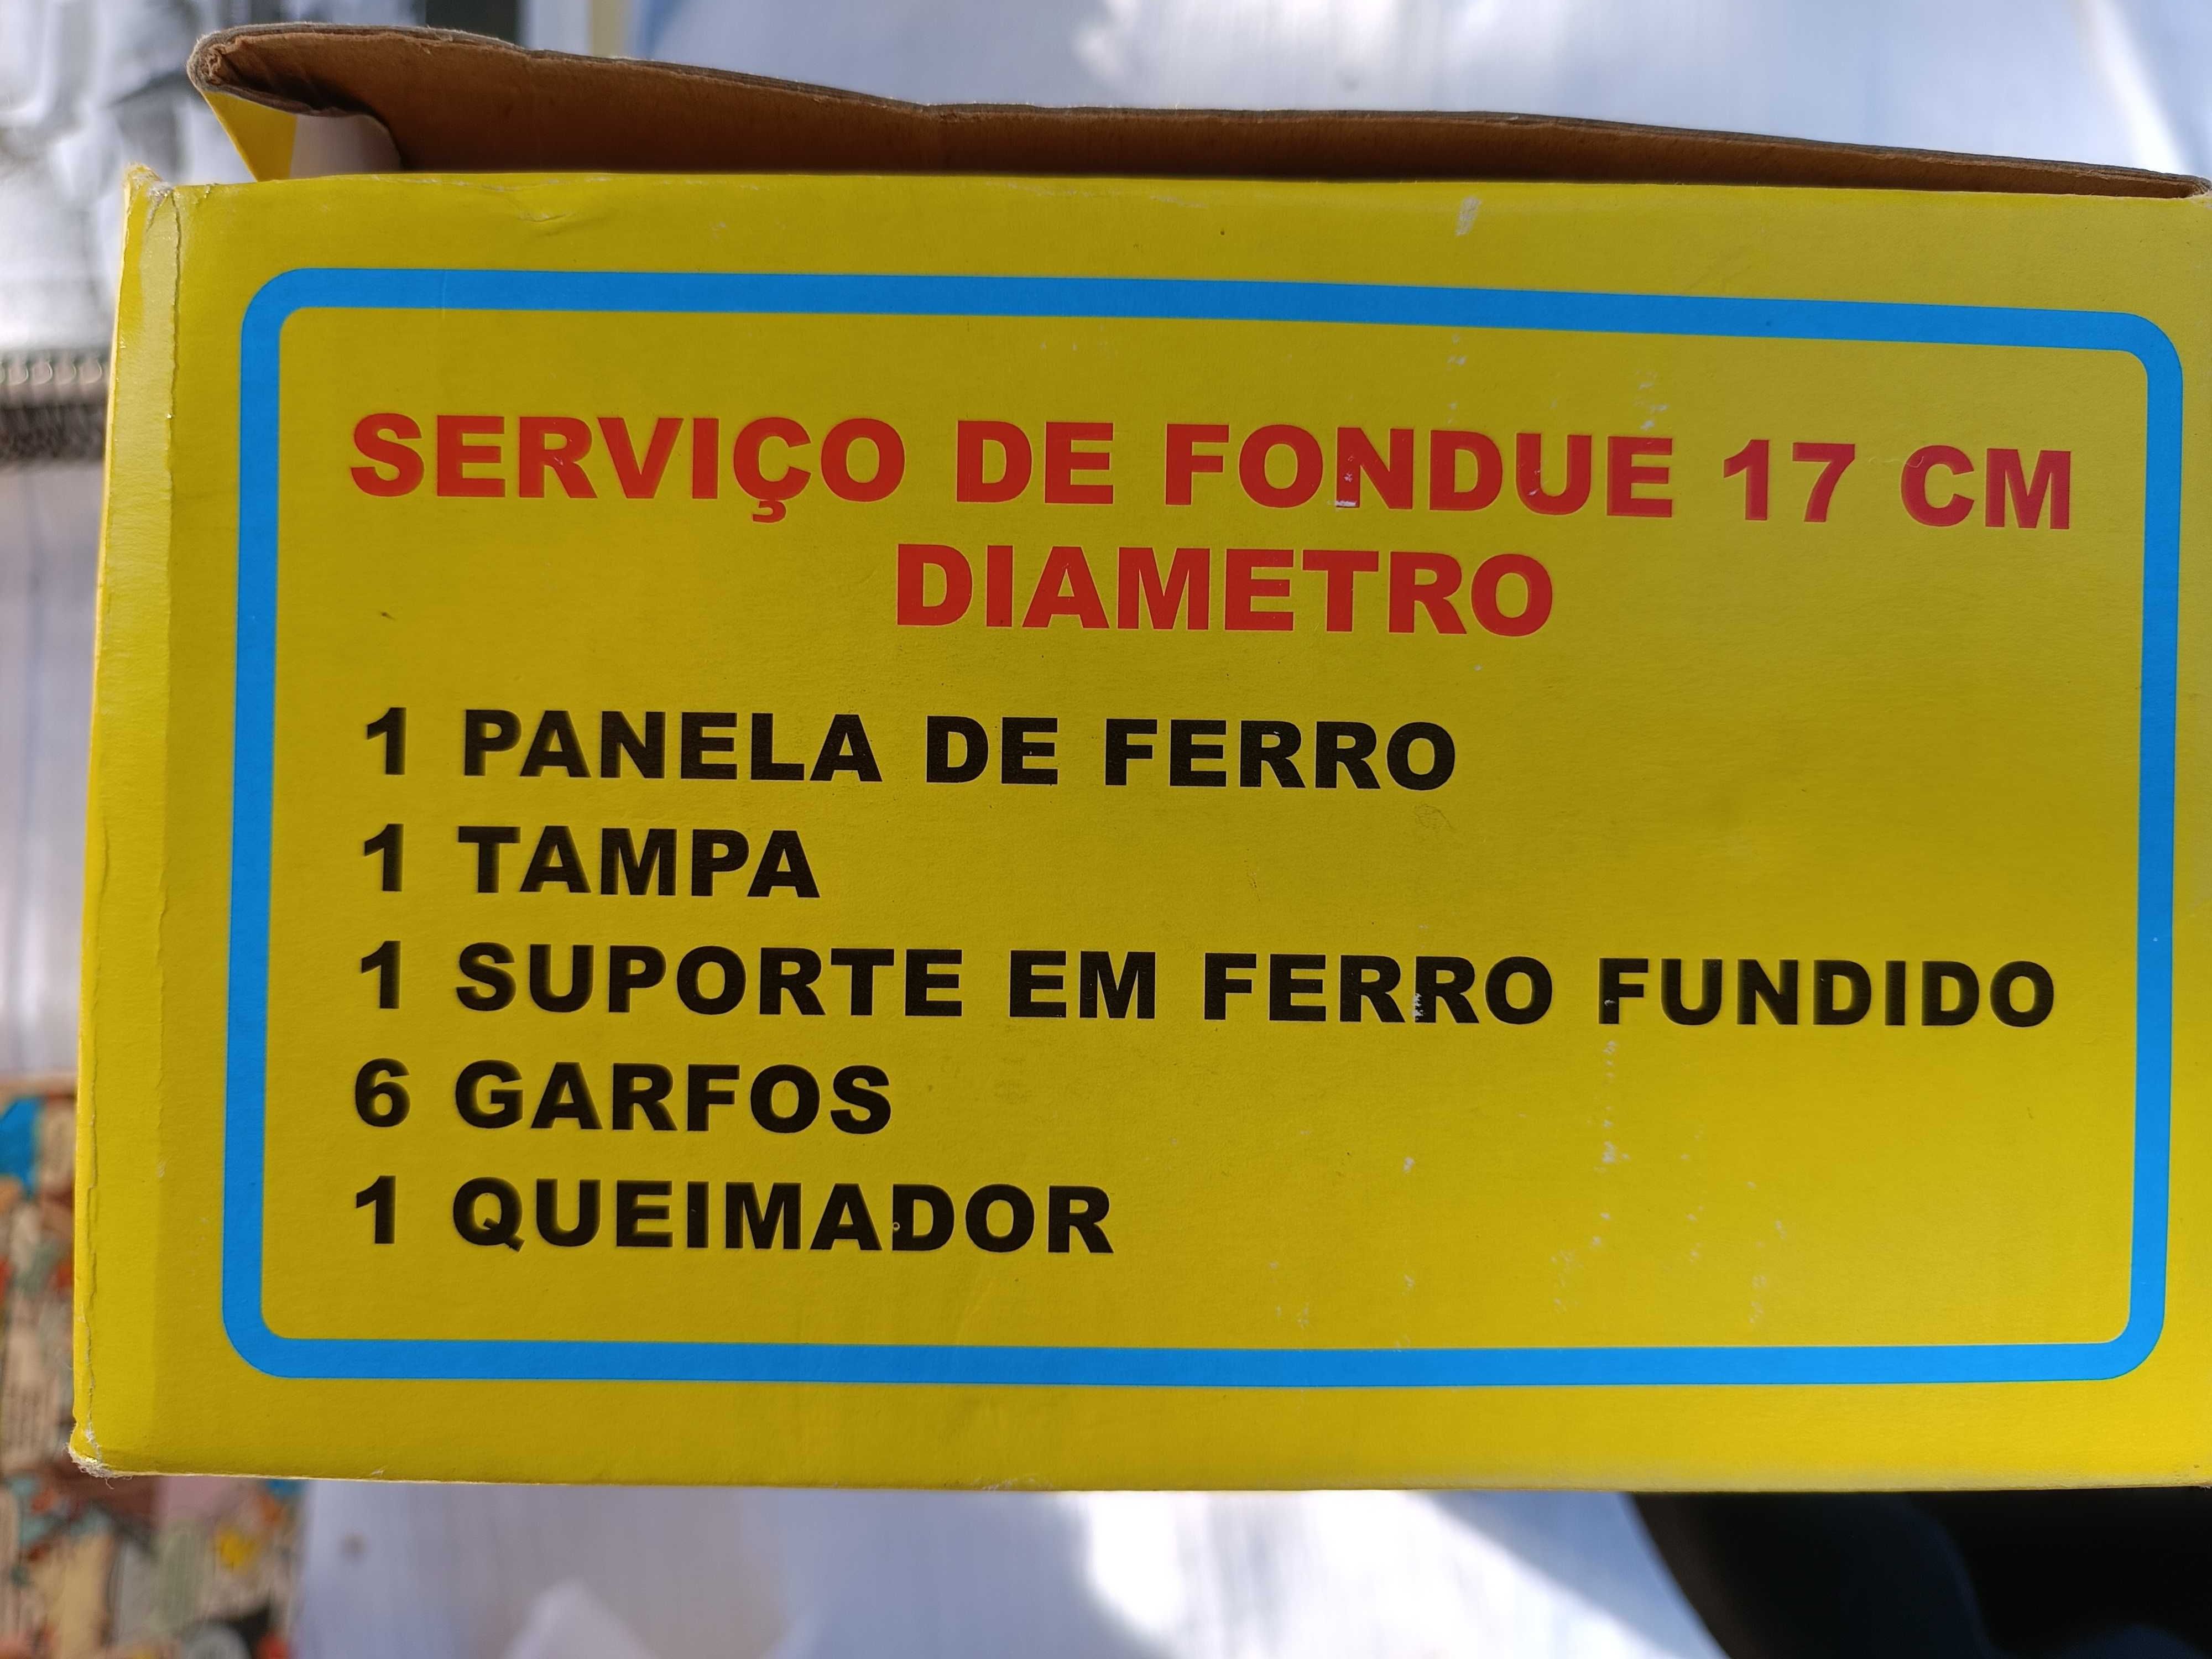 SERVIÇO DE FONDUE 17 CM
DIAMETRO
1 PANELA DE FERRO
1 TAMPA
1 SUPORTE EM FERRO FUNDIDO
6 GARFOS
1 QUEIMADOR